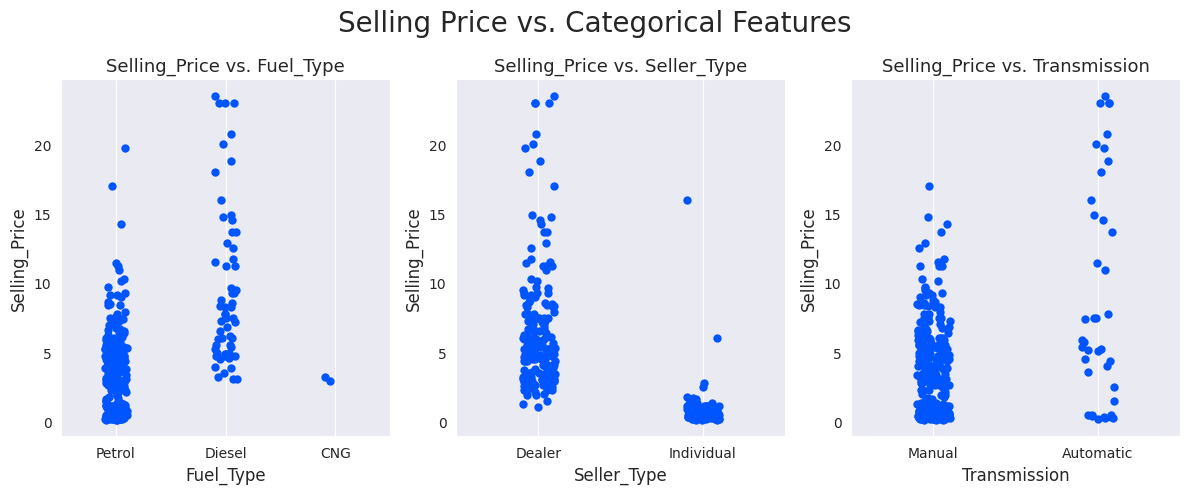 Selling Price vs. Categorical Features
Selling_Price vs. Fuel_Type
Selling_Price
20
15
10
5
0
Petrol
Diesel
CNG
Fuel_Type
Selling_Price vs. Seller_Type
Selling_Price
20
15
10
5
0
Dealer
Individual
Seller_Type
Selling_Price vs. Transmission
Selling_Price
20
15
10
5
0
Manual
Automatic
Transmission